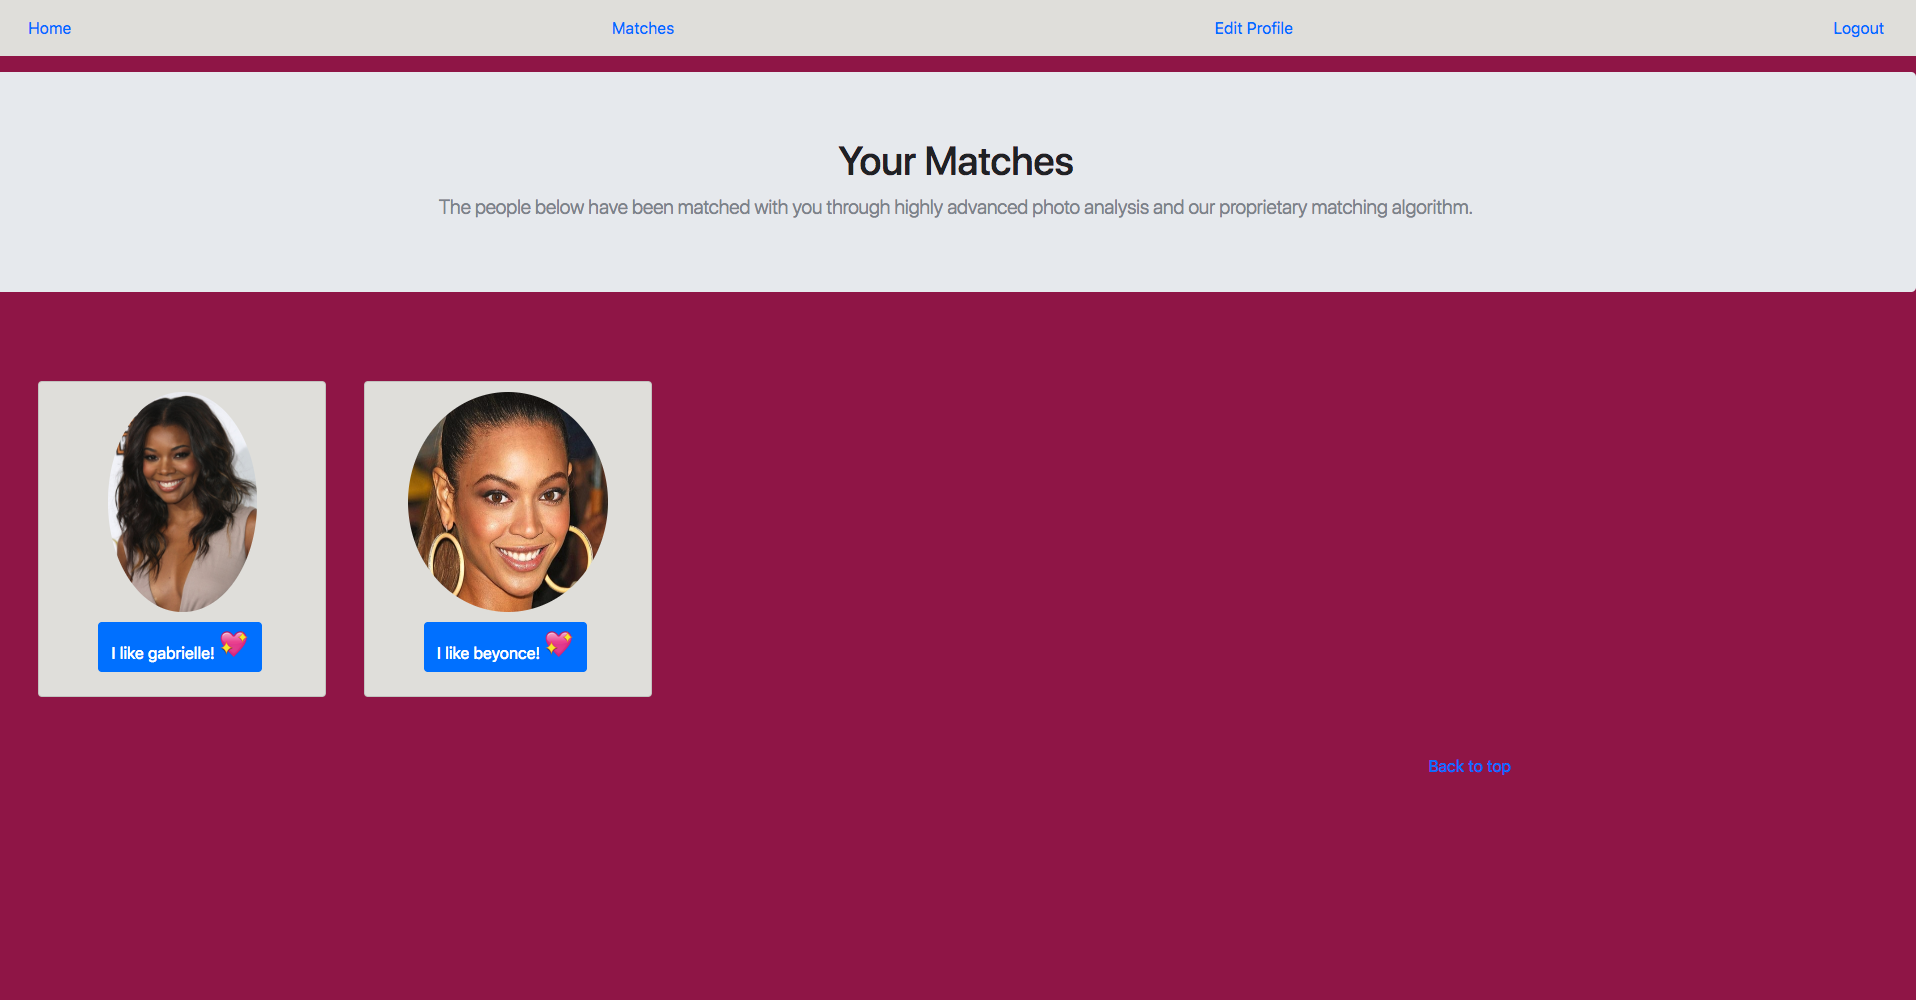 Home Matches Edit Profile Logout
Your Matches
The people below have been matched with you through highly advanced photo analysis and our proprietary matching algorithm.
I like gabrielle! 💖
I like beyonce! 💖
Back to top